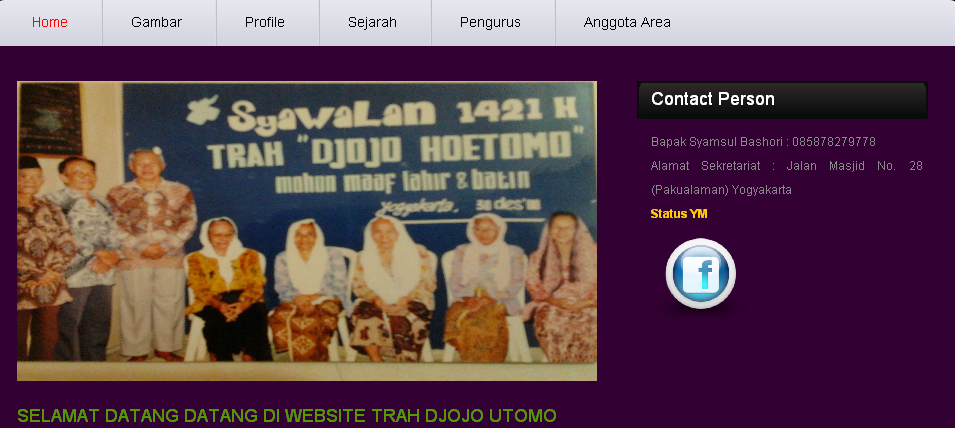 Home Gambar Profile Sejarah Pengurus Anggota Area
Syawalan 1421 H
TRAH "DJOJO HOETOMO"
mohon maaf lahir & batin
Yogyakarta, 30 des'00
Contact Person
Bapak Syamsul Bashori : 085878279778
Alamat Sekretariat : Jalan Masjid No. 28
(Pakualaman) Yogyakarta
Status YM
f
SELAMAT DATANG DATANG DI WEBSITE TRAH DJOJO UTOMO